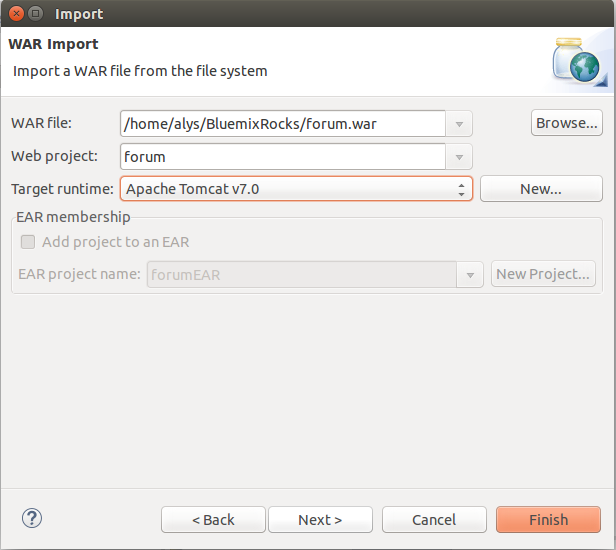 Import
WAR Import
Import a WAR file from the file system
WAR file: /home/alys/BluemixRocks/forum.war Browse...
Web project: forum
Target runtime: Apache Tomcat v7.0 New...
EAR membership
Add project to an EAR
EAR project name: forumEAR New Project...
? < Back Next > Cancel Finish